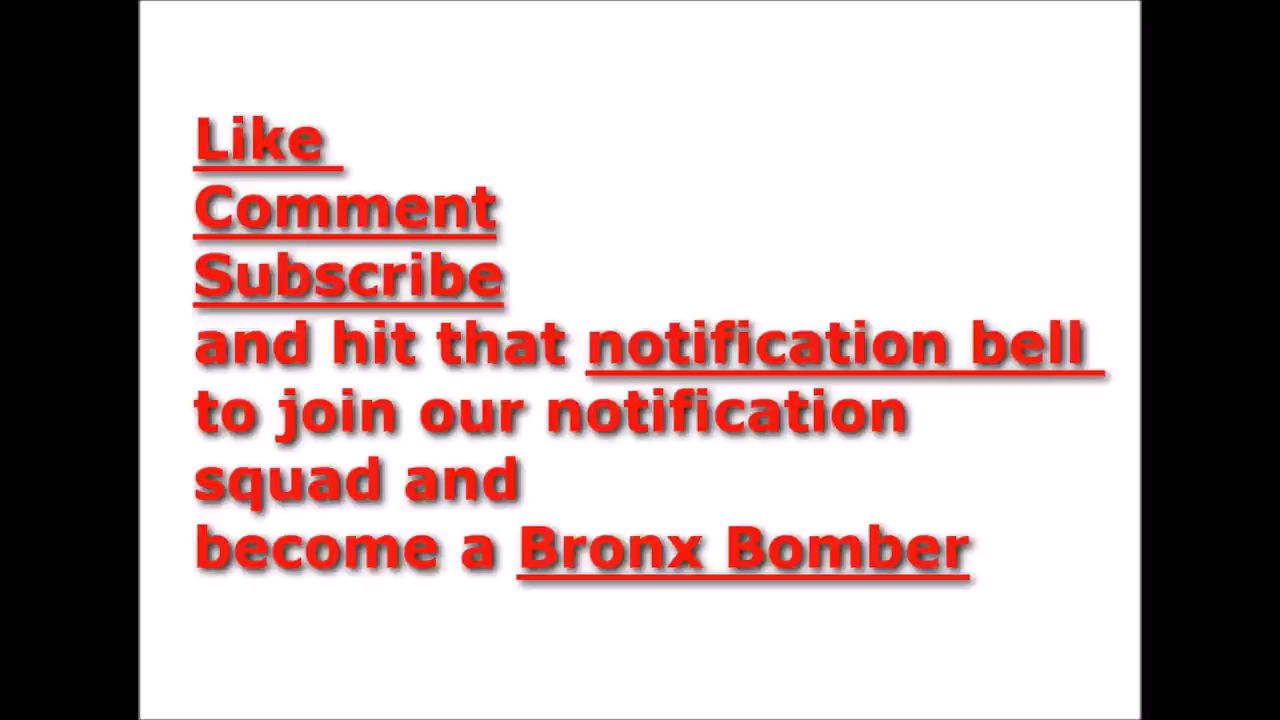 Like
Comment
Subscribe
and hit that notification bell
to join our notification
squad and
become a Bronx Bomber